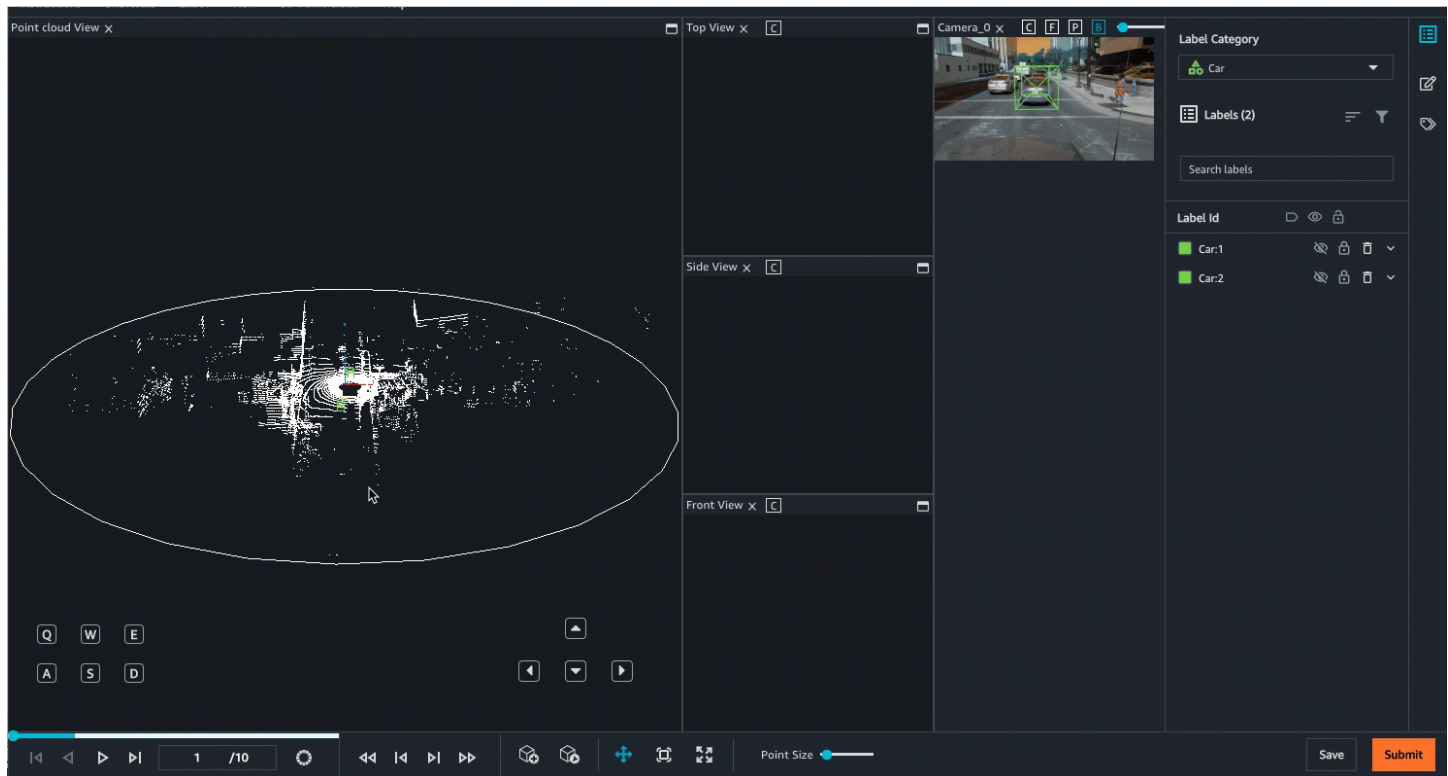 Point cloud View
Top View C
Camera_0 C F P B
Label Category
Car
Labels (2)
Search labels
Label Id
Car:1
Car:2
Side View C
Front View C
Q W E
A S D
1 /10
Point Size
Save
Submit